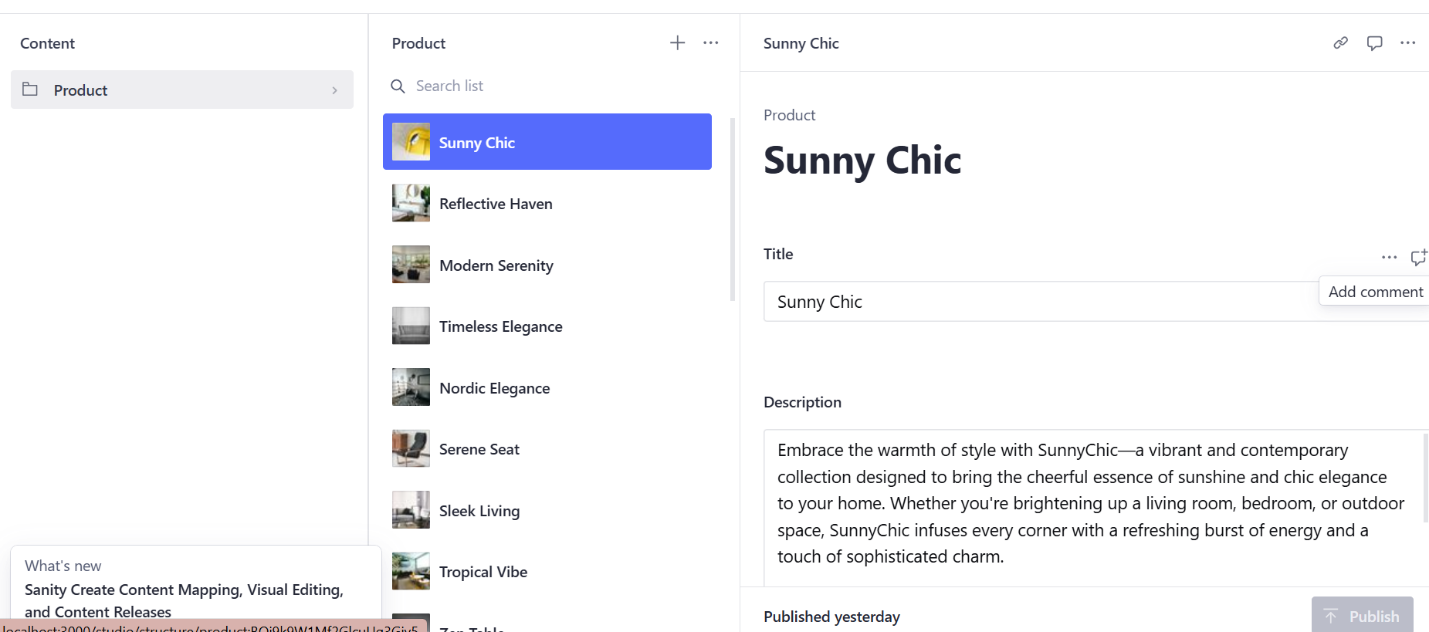 Content
Product
Product
Search list
Sunny Chic
Reflective Haven
Modern Serenity
Timeless Elegance
Nordic Elegance
Serene Seat
Sleek Living
Tropical Vibe
Zen Table
Sunny Chic
Product
Sunny Chic
Title
Sunny Chic
Add comment
Description
Embrace the warmth of style with SunnyChic—a vibrant and contemporary
collection designed to bring the cheerful essence of sunshine and chic elegance
to your home. Whether you're brightening up a living room, bedroom, or outdoor
space, SunnyChic infuses every corner with a refreshing burst of energy and a
touch of sophisticated charm.
Published yesterday
Publish
What's new
Sanity Create Content Mapping, Visual Editing,
and Content Releases